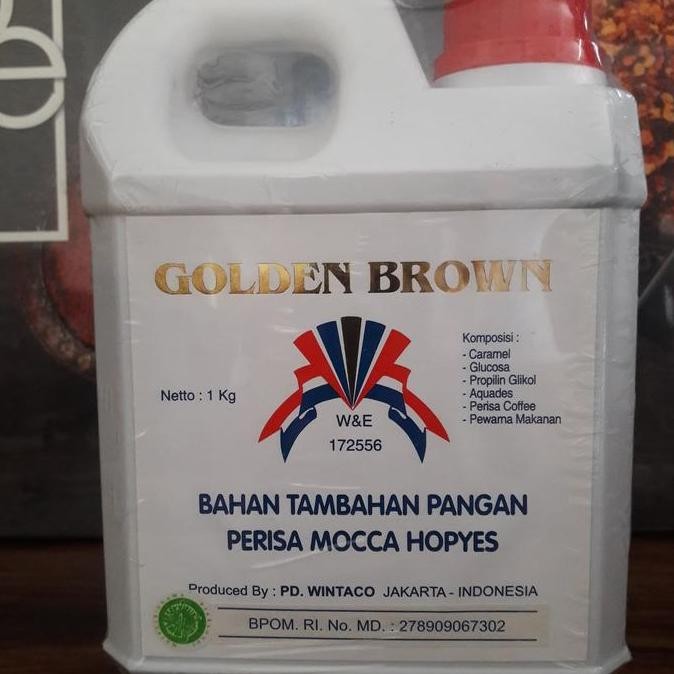 GOLDEN BROWN
Netto : 1 Kg
W&E
172556
Komposisi :
- Caramel
- Glucosa
- Propilin Glikol
- Aquades
- Perisa Coffee
- Pewarna Makanan
BAHAN TAMBAHAN PANGAN
PERISA MOCCA HOPYES
Produced By : PD. WINTACO JAKARTA - INDONESIA
BPOM. RI. No. MD. : 278909067302